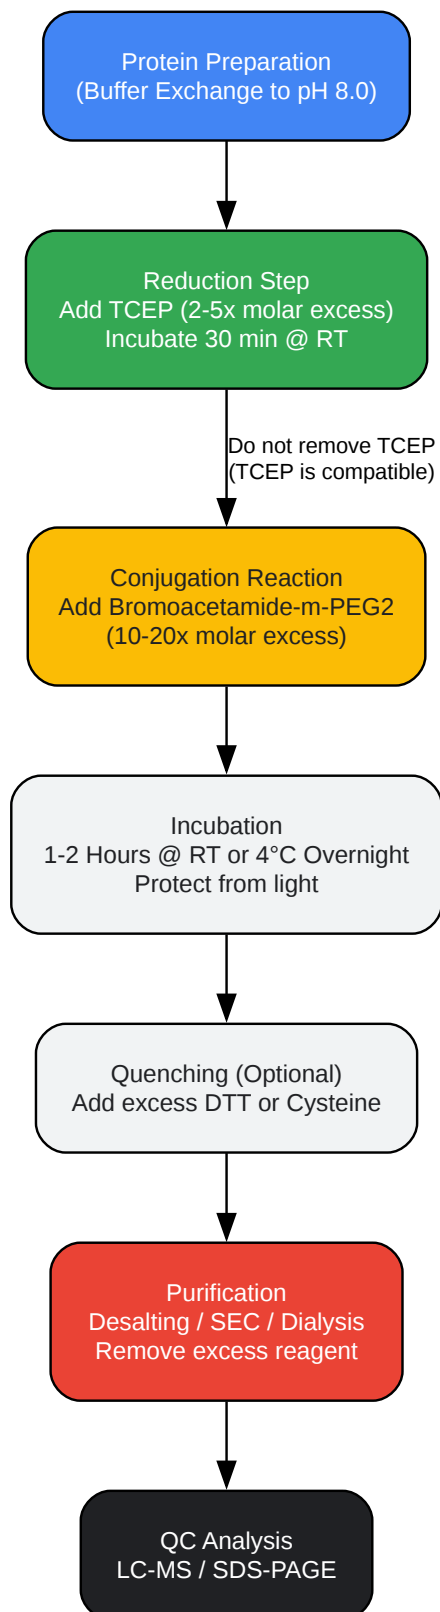 Protein Preparation
(Buffer Exchange to pH 8.0)
Reduction Step
Add TCEP (2-5x molar excess)
Incubate 30 min @ RT
Do not remove TCEP
(TCEP is compatible)
Conjugation Reaction
Add Bromoacetamide-m-PEG2
(10-20x molar excess)
Incubation
1-2 Hours @ RT or 4°C Overnight
Protect from light
Quenching (Optional)
Add excess DTT or Cysteine
Purification
Desalting / SEC / Dialysis
Remove excess reagent
QC Analysis
LC-MS / SDS-PAGE